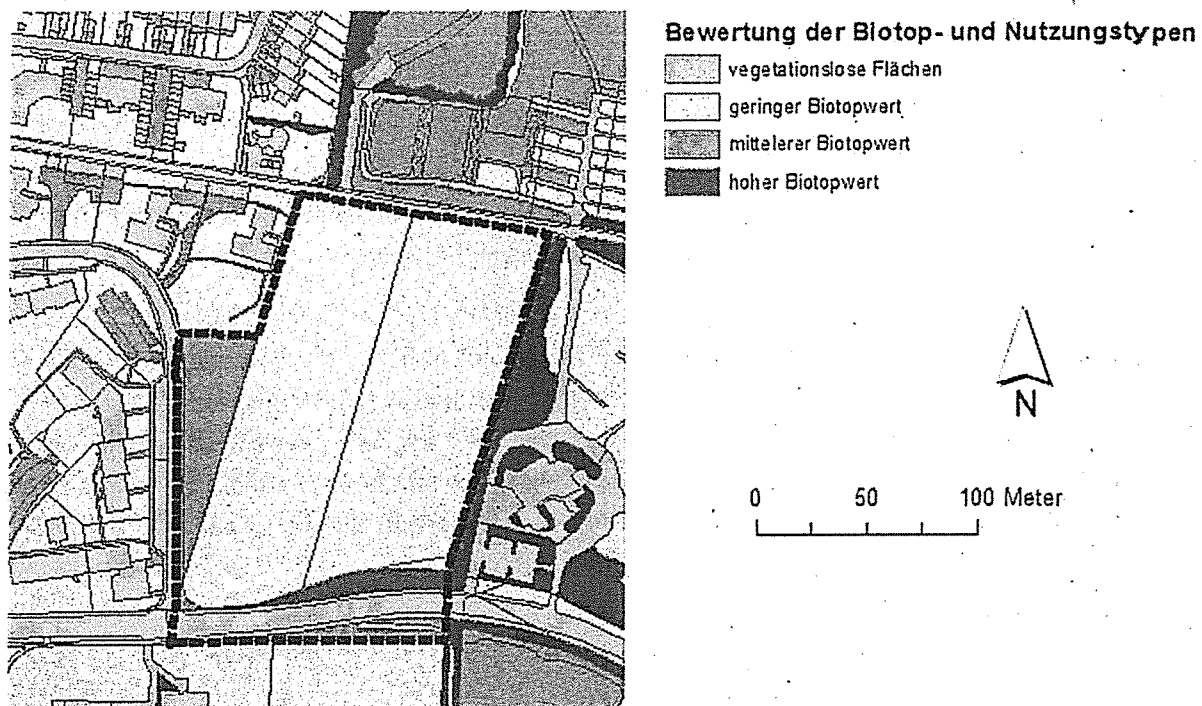 Bewertung der Biotop- und Nutzungstypen
vegetationslose Flächen
geringer Biotopwert
mittelerer Biotopwert
hoher Biotopwert
N
0 50 100 Meter